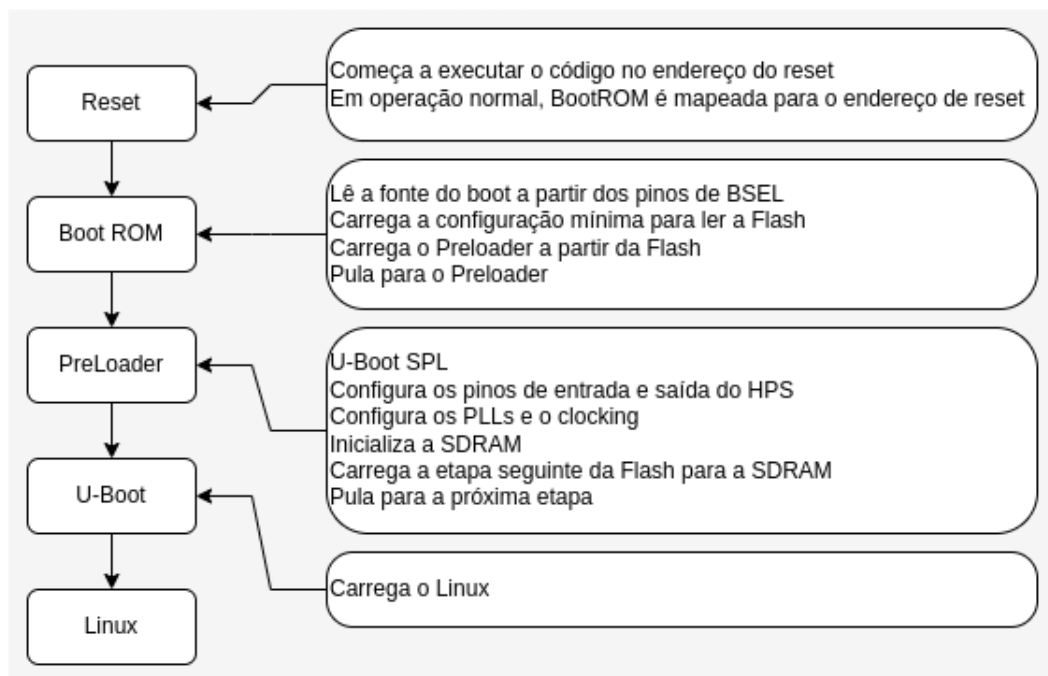 Reset
Começa a executar o código no endereço do reset
Em operação normal, BootROM é mapeada para o endereço de reset
Boot ROM
Lê a fonte do boot a partir dos pinos de BSEL
Carrega a configuração mínima para ler a Flash
Carrega o Preloader a partir da Flash
Pula para o Preloader
PreLoader
U-Boot SPL
Configura os pinos de entrada e saída do HPS
Configura os PLLs e o clocking
Inicializa a SDRAM
Carrega a etapa seguinte da Flash para a SDRAM
Pula para a próxima etapa
U-Boot
Carrega o Linux
Linux